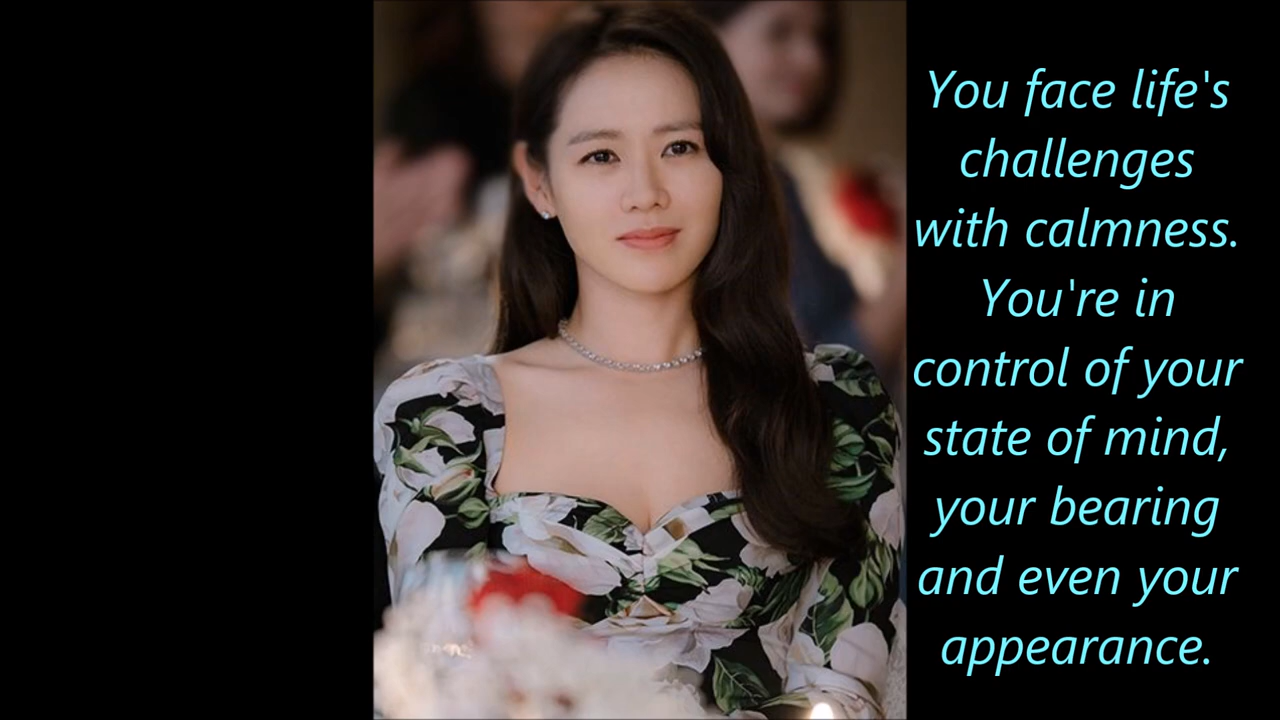 You face life's
challenges
with calmness.
You're in
control of your
state of mind,
your bearing
and even your
appearance.